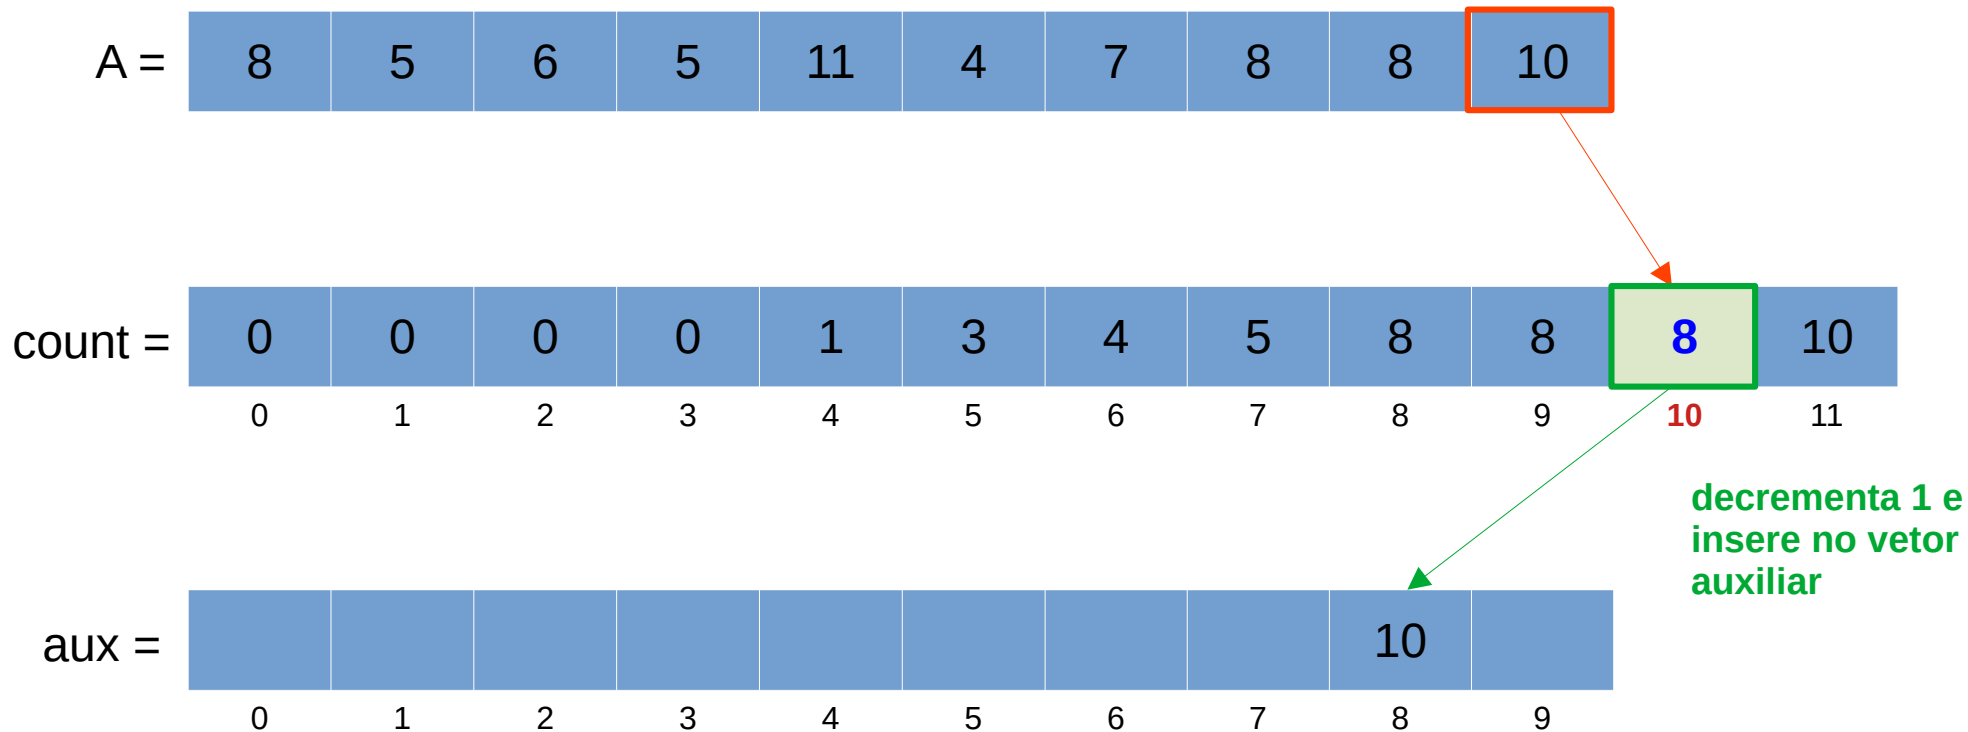 A = 8 5 6 5 11 4 7 8 8 10
count = 0 0 0 0 1 3 4 5 8 8 8 10
0 1 2 3 4 5 6 7 8 9 10 11
decrementa 1 e
insere no vetor
auxiliar
aux = 10
0 1 2 3 4 5 6 7 8 9